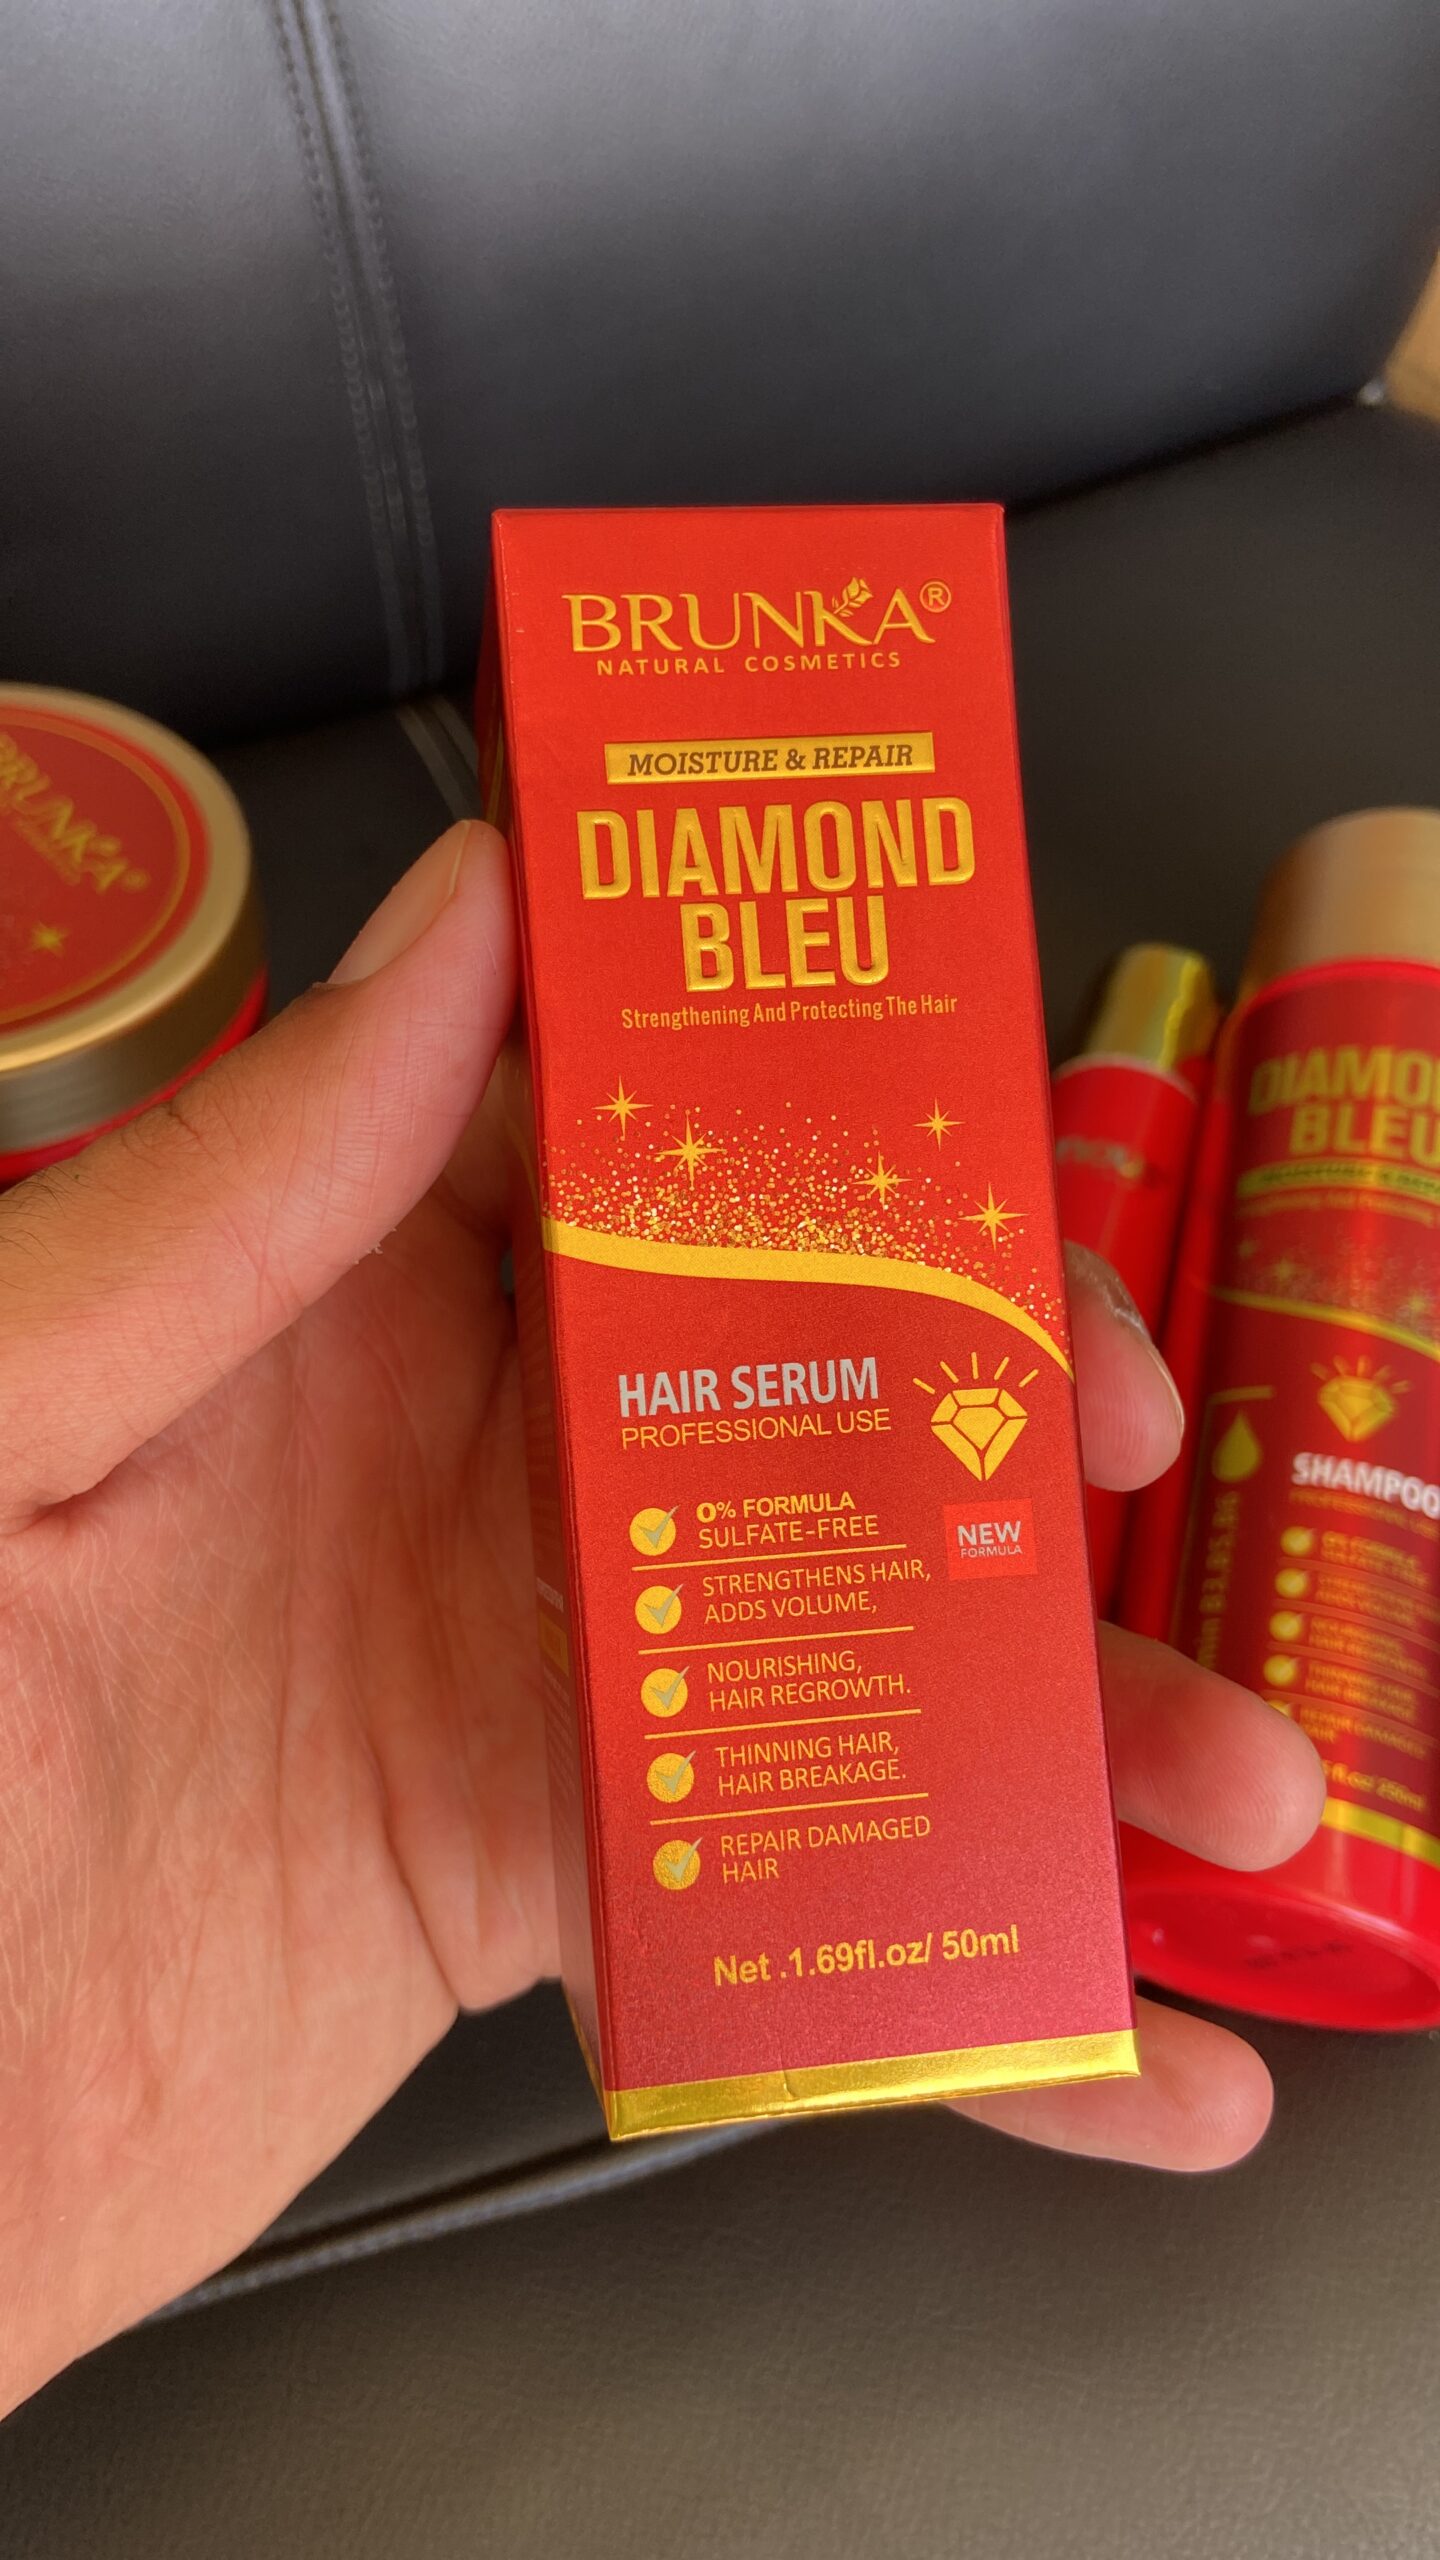 BRUNKA®
NATURAL COSMETICS
MOISTURE & REPAIR
DIAMOND
BLEU
Strengthening And Protecting The Hair
HAIR SERUM
PROFESSIONAL USE
0% FORMULA
SULFATE-FREE
NEW
FORMULA
STRENGTHENS HAIR,
ADDS VOLUME,
NOURISHING,
HAIR REGROWTH.
THINNING HAIR,
HAIR BREAKAGE.
REPAIR DAMAGED
HAIR
Net .1.69fl.oz/ 50ml
BRUNKA®
BLEU
SHAMPOO